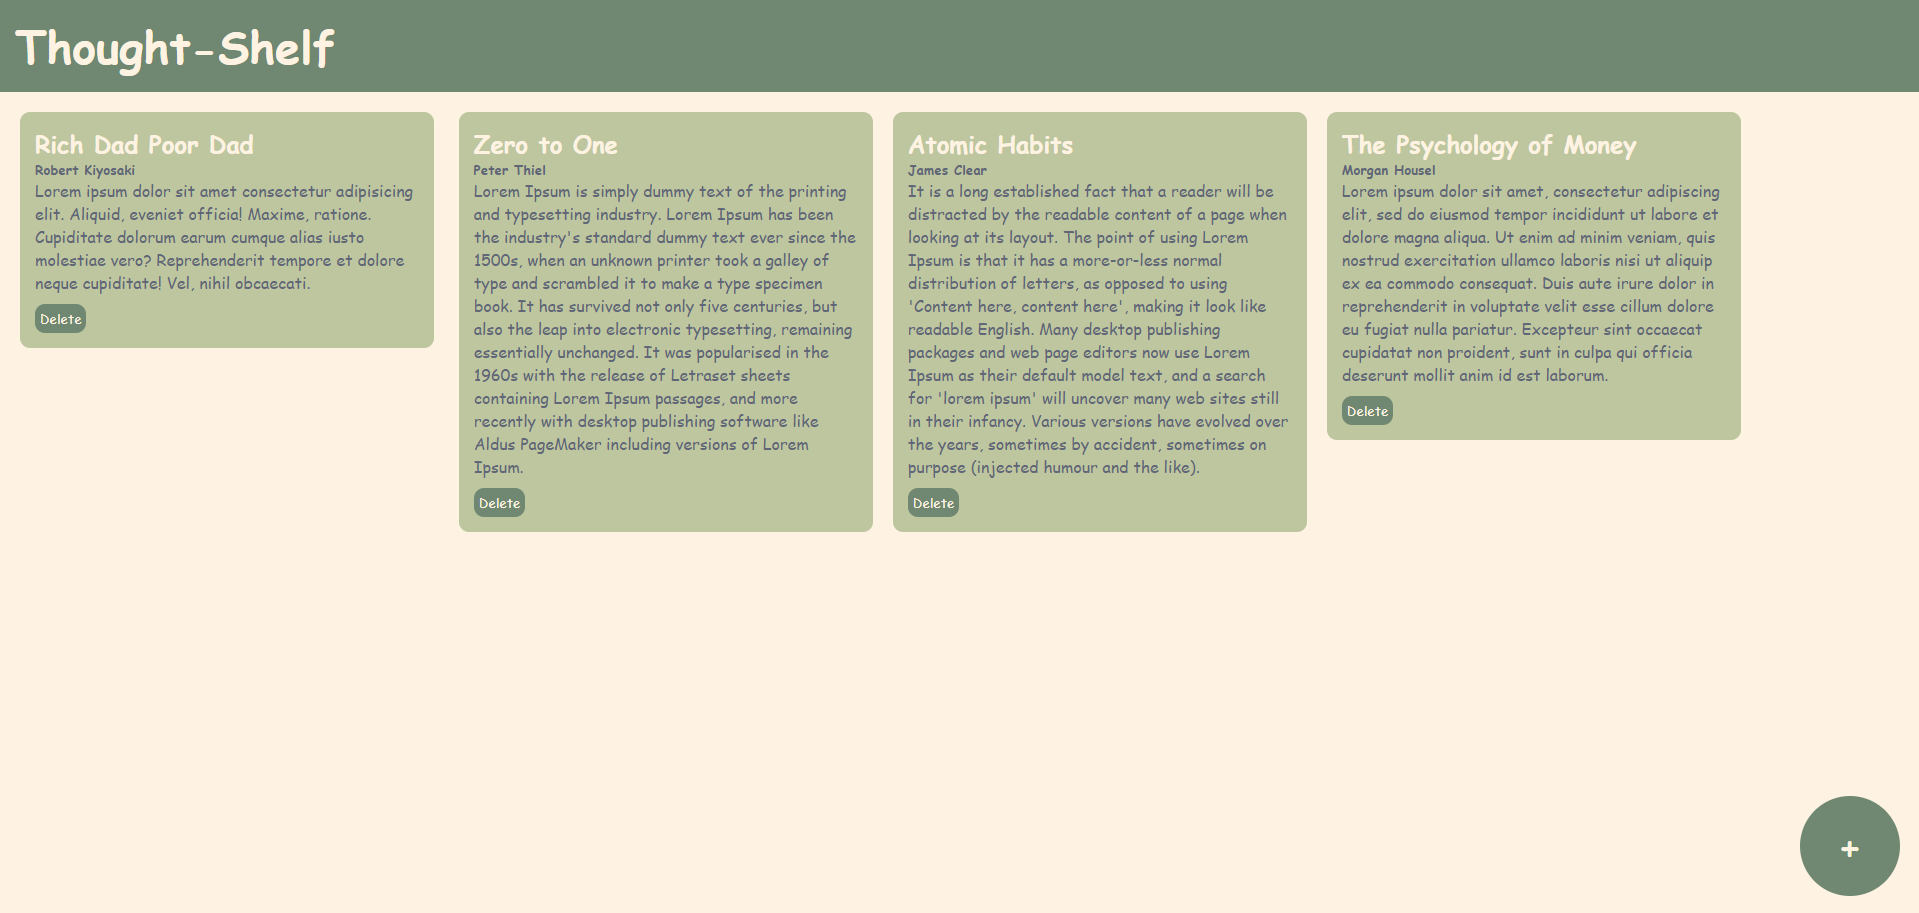 Thought-Shelf
Rich Dad Poor Dad
Robert Kiyosaki
Lorem ipsum dolor sit amet consectetur adipisicing
elit. Aliquid, eveniet officia! Maxime, ratione.
Cupiditate dolorum earum cumque alias iusto
molestiae vero? Reprehenderit tempore et dolore
neque cupiditate! Vel, nihil obcaecati.
Delete
Zero to One
Peter Thiel
Lorem Ipsum is simply dummy text of the printing
and typesetting industry. Lorem Ipsum has been
the industry's standard dummy text ever since the
1500s, when an unknown printer took a galley of
type and scrambled it to make a type specimen
book. It has survived not only five centuries, but
also the leap into electronic typesetting, remaining
essentially unchanged. It was popularised in the
1960s with the release of Letraset sheets
containing Lorem Ipsum passages, and more
recently with desktop publishing software like
Aldus PageMaker including versions of Lorem
Ipsum.
Delete
Atomic Habits
James Clear
It is a long established fact that a reader will be
distracted by the readable content of a page when
looking at its layout. The point of using Lorem
Ipsum is that it has a more-or-less normal
distribution of letters, as opposed to using
'Content here, content here', making it look like
readable English. Many desktop publishing
packages and web page editors now use Lorem
Ipsum as their default model text, and a search
for 'lorem ipsum' will uncover many web sites still
in their infancy. Various versions have evolved over
the years, sometimes by accident, sometimes on
purpose (injected humour and the like).
Delete
The Psychology of Money
Morgan Housel
Lorem ipsum dolor sit amet, consectetur adipiscing
elit, sed do eiusmod tempor incididunt ut labore et
dolore magna aliqua. Ut enim ad minim veniam, quis
nostrud exercitation ullamco laboris nisi ut aliquip
ex ea commodo consequat. Duis aute irure dolor in
reprehenderit in voluptate velit esse cillum dolore
eu fugiat nulla pariatur. Excepteur sint occaecat
cupidatat non proident, sunt in culpa qui officia
deserunt mollit anim id est laborum.
Delete
+